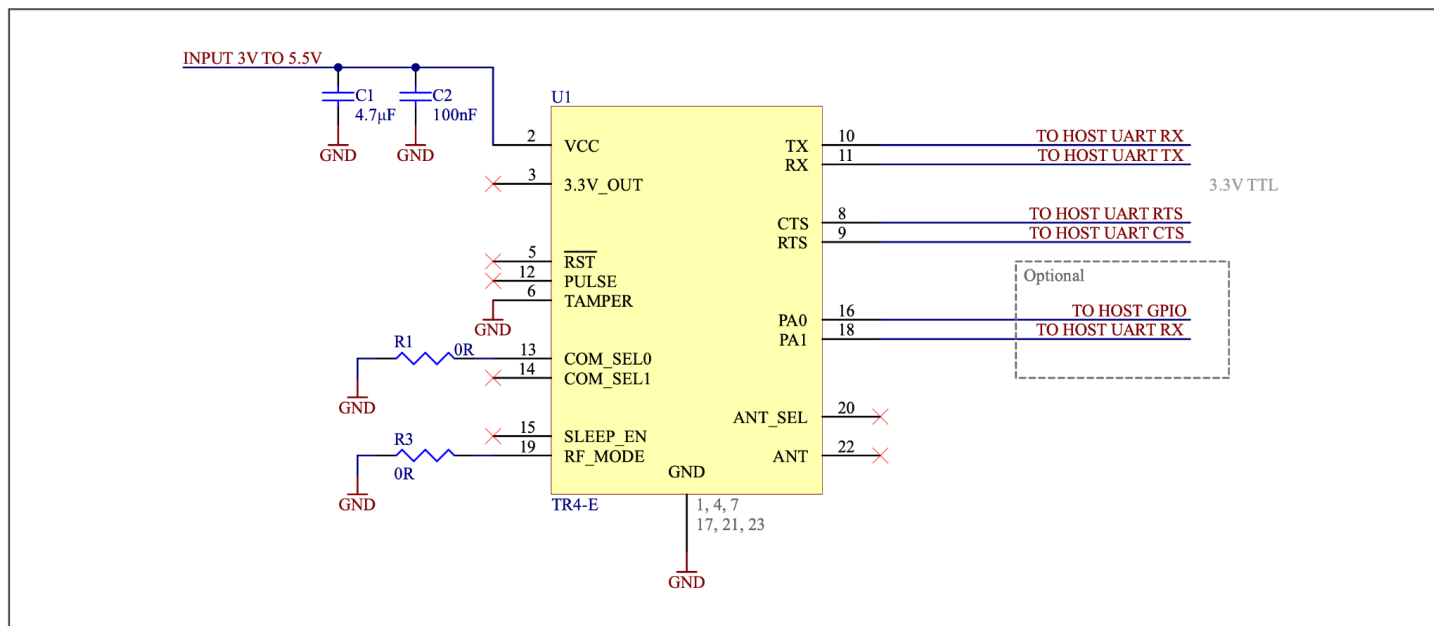 INPUT 3V TO 5.5V
C1
4.7µF
C2
100nF
GND
GND
U1
2 VCC
3 3.3V_OUT
5 RST
12 PULSE
6 TAMPER
GND
R1
0R
13 COM_SEL0
14 COM_SEL1
GND
15 SLEEP_EN
R3
0R
19 RF_MODE
GND
TX 10 TO HOST UART RX
RX 11 TO HOST UART TX
3.3V TTL
CTS 8 TO HOST UART RTS
RTS 9 TO HOST UART CTS
Optional
PA0 16 TO HOST GPIO
PA1 18 TO HOST UART RX
ANT_SEL 20
ANT 22
GND
TR4-E
1, 4, 7
17, 21, 23
GND